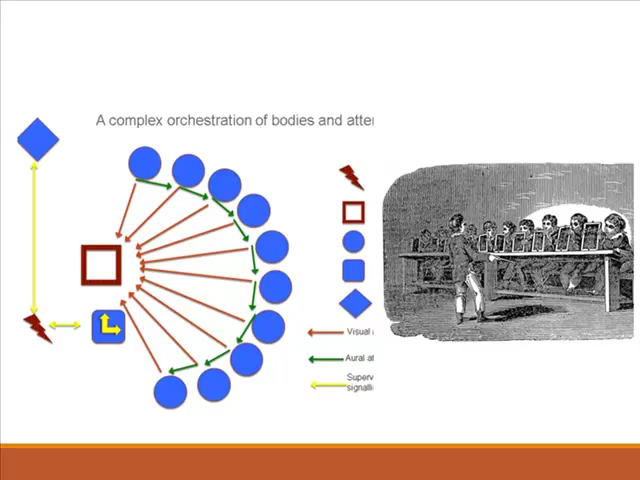 A complex orchestration of bodies and atte
Visual
Aural at
Superv
signalli